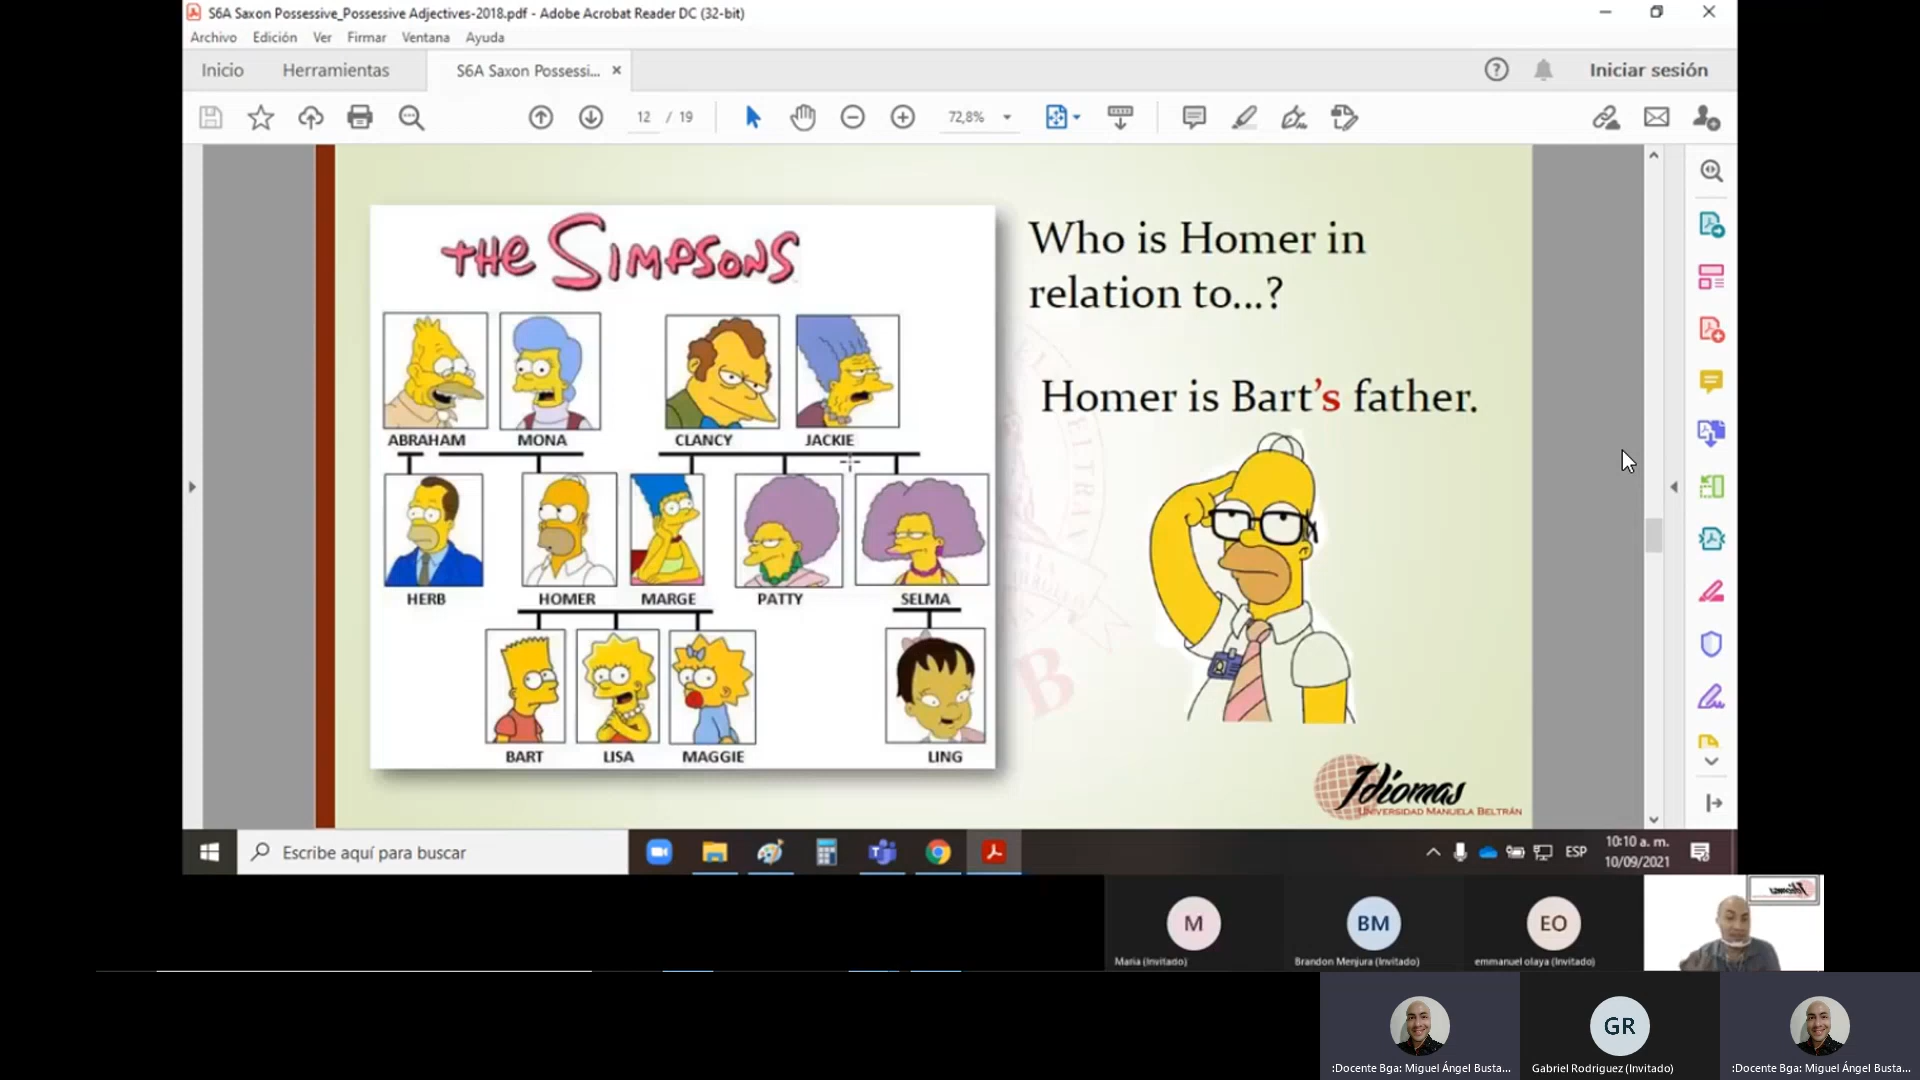 S6A Saxon Possessive_Possessive Adjectives-2018.pdf - Adobe Acrobat Reader DC (32-bit)
Archivo Edición Ver Firmar Ventana Ayuda
Inicio Herramientas S6A Saxon Possessi... × Iniciar sesión
12 / 19 72,8%
THE SIMPSONS
ABRAHAM MONA CLANCY JACKIE
HERB HOMER MARGE PATTY SELMA
BART LISA MAGGIE LING
Who is Homer in
relation to...?
Homer is Bart's father.
Idiomas
UNIVERSIDAD MANUELA BELTRÁN
Escribe aquí para buscar
ESP
10:10 a. m.
10/09/2021
M BM EO
Maria (Invitado) Brandon Menjura (Invitado) emmanuel olaya (Invitado)
GR
:Docente Bga: Miguel Ángel Busta... Gabriel Rodriguez (Invitado) :Docente Bga: Miguel Ángel Busta...